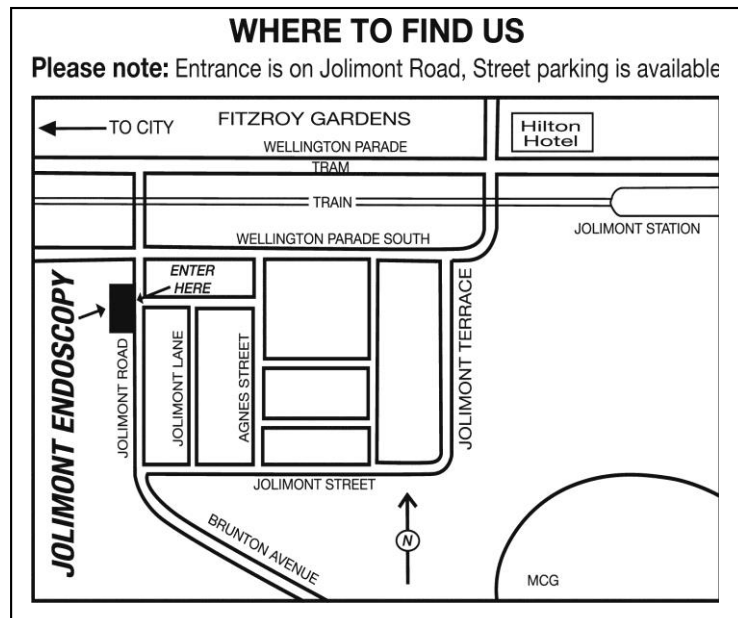 WHERE TO FIND US
Please note: Entrance is on Jolimont Road, Street parking is available
TO CITY
FITZROY GARDENS
Hilton
Hotel
WELLINGTON PARADE
TRAM
TRAIN
JOLIMONT STATION
WELLINGTON PARADE SOUTH
ENTER
HERE
JOLIMONT ENDOSCOPY
JOLIMONT ROAD
JOLIMONT LANE
AGNES STREET
JOLIMONT TERRACE
JOLIMONT STREET
BRUNTON AVENUE
N
MCG